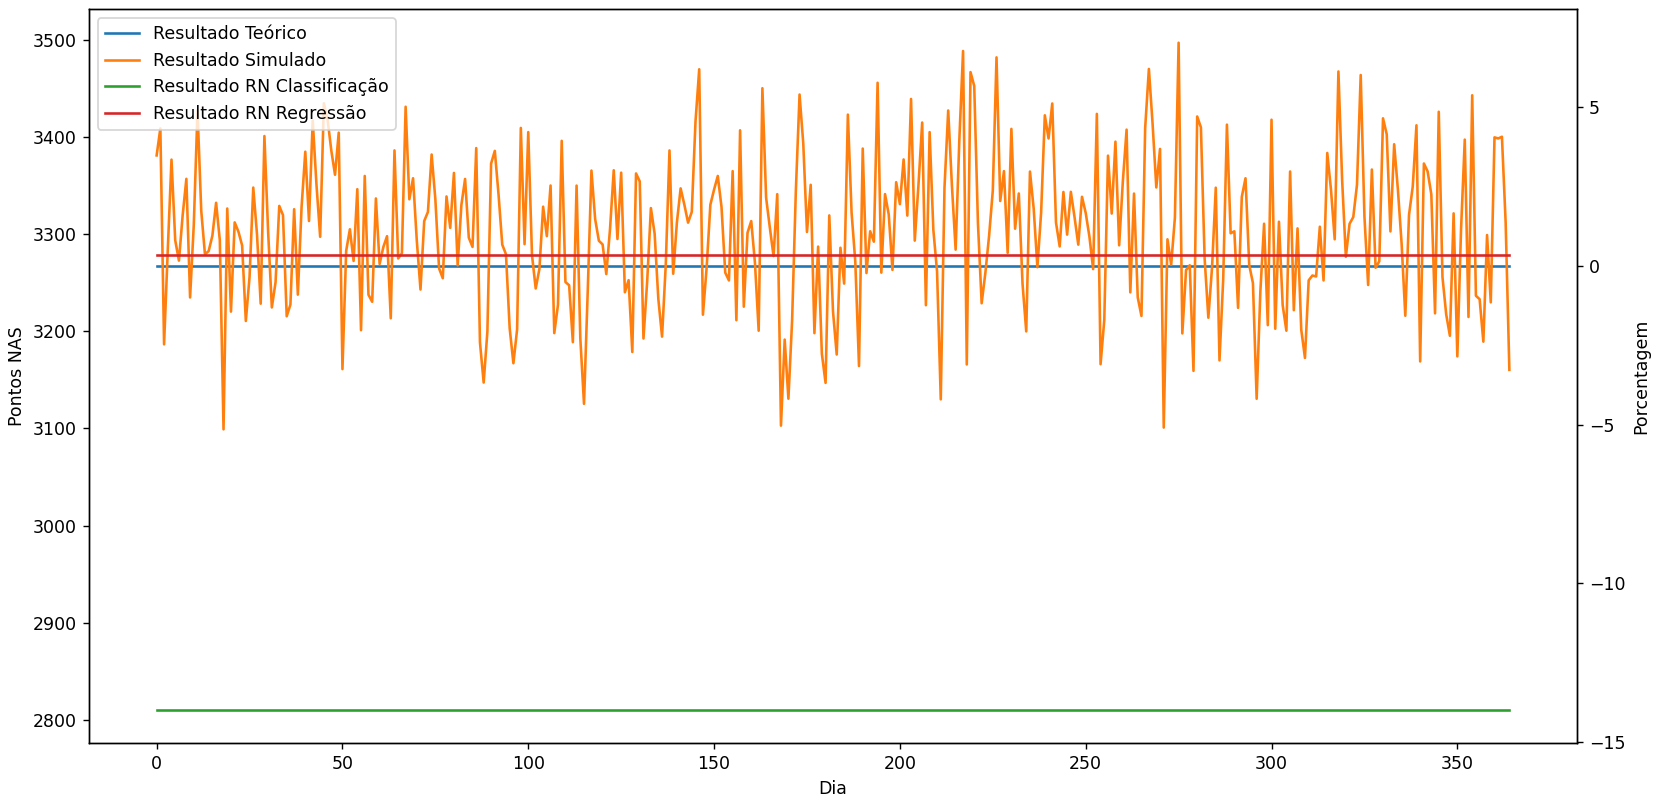 Resultado Teórico
Resultado Simulado
Resultado RN Classificação
Resultado RN Regressão
3500
3400
3300
3200
3100
3000
2900
2800
Pontos NAS
5
0
−5
−10
−15
Porcentagem
0 50 100 150 200 250 300 350
Dia